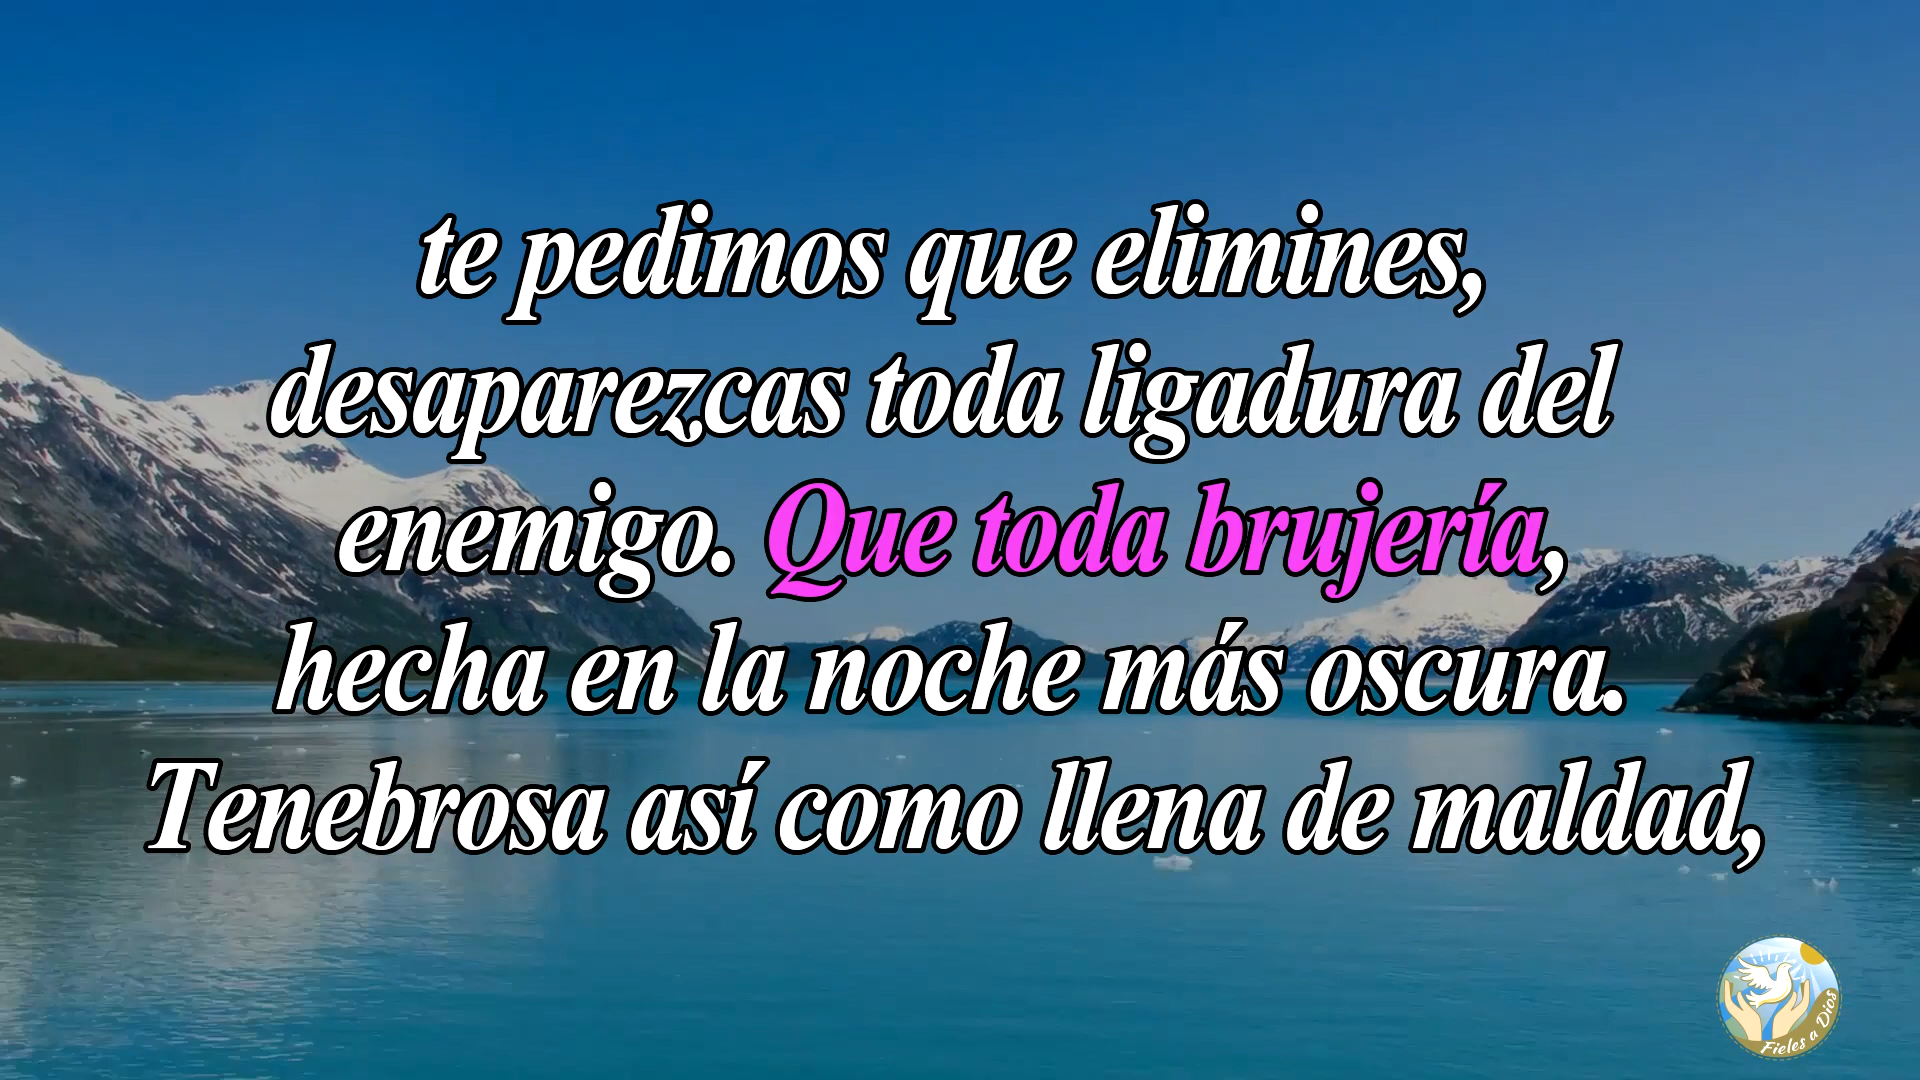 te pedimos que elimines,
desaparezcas toda ligadura del
enemigo. Que toda brujería,
hecha en la noche más oscura.
Tenebrosa así como llena de maldad,
Fieles a Dios